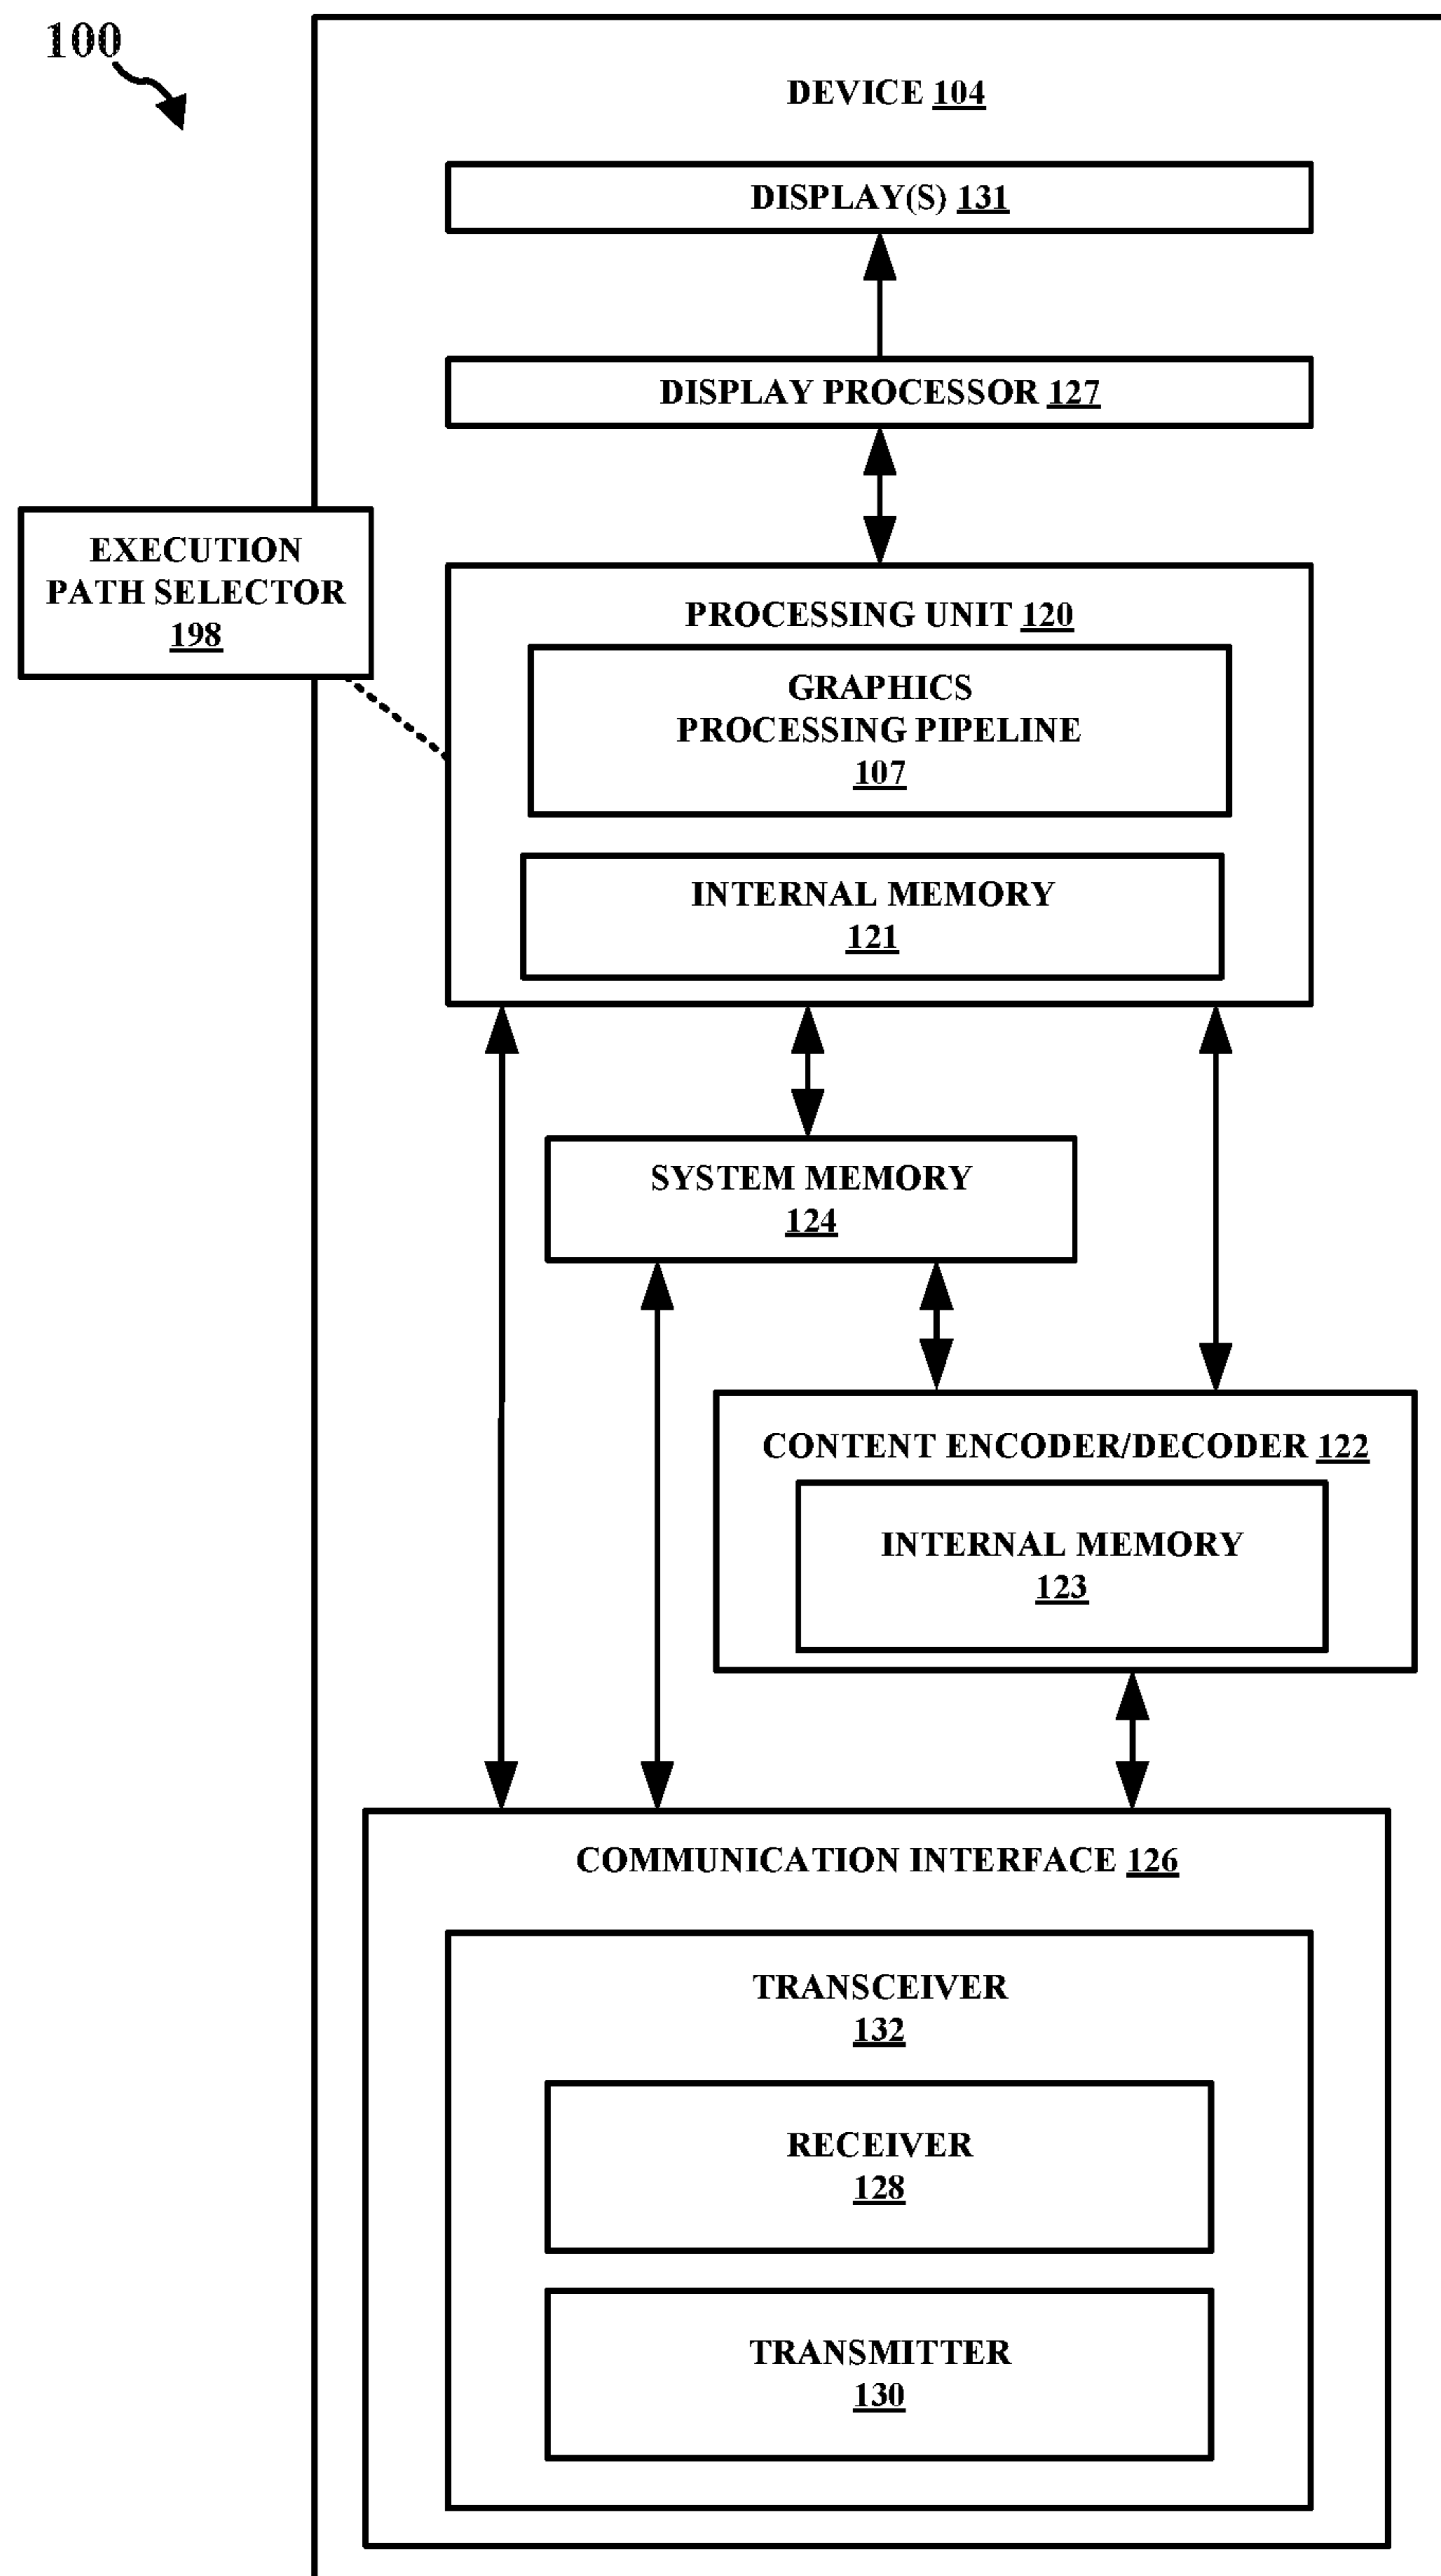 100
DEVICE 104
DISPLAY(S) 131
DISPLAY PROCESSOR 127
EXECUTION
PATH SELECTOR
198
PROCESSING UNIT 120
GRAPHICS
PROCESSING PIPELINE
107
INTERNAL MEMORY
121
SYSTEM MEMORY
124
CONTENT ENCODER/DECODER 122
INTERNAL MEMORY
123
COMMUNICATION INTERFACE 126
TRANSCEIVER
132
RECEIVER
128
TRANSMITTER
130